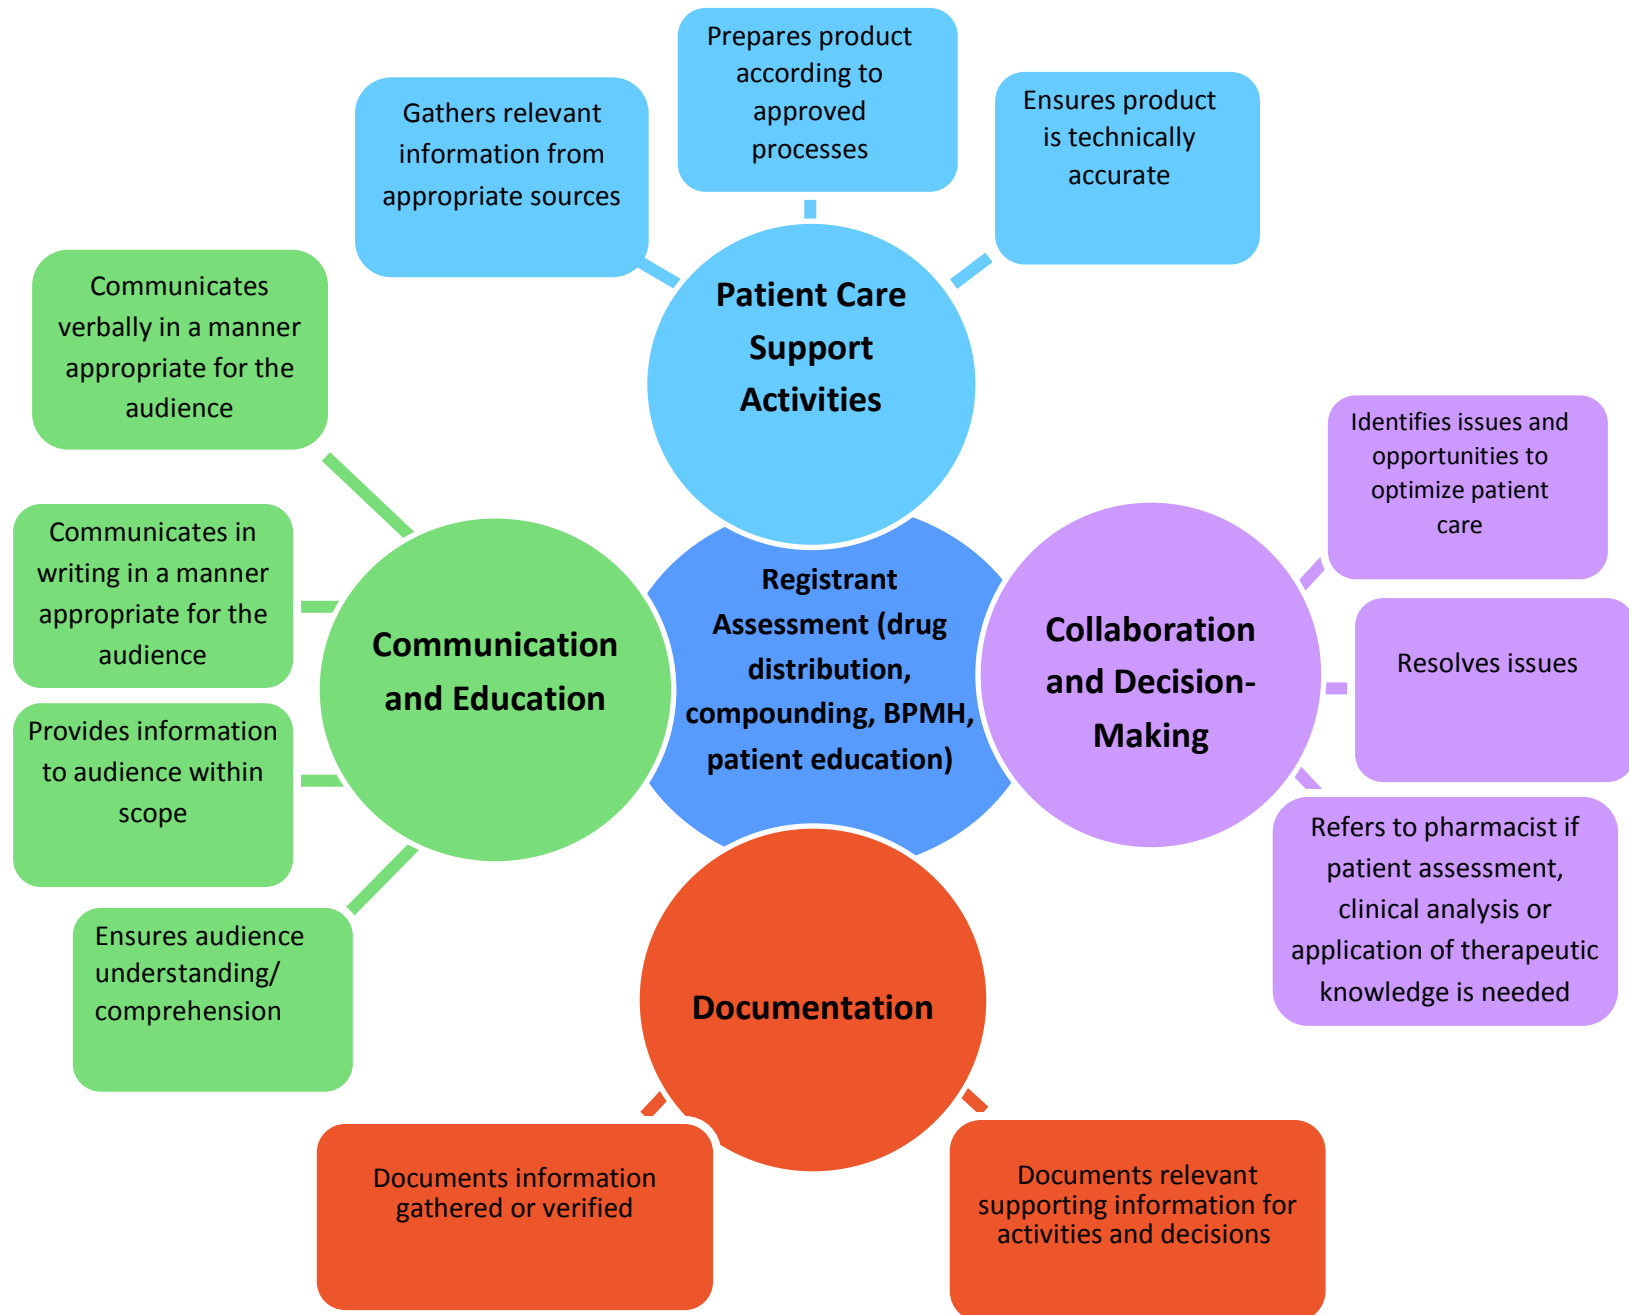 Prepares product
according to
approved
processes
Gathers relevant
information from
appropriate sources
Ensures product
is technically
accurate
Patient Care
Support
Activities
Communicates
verbally in a manner
appropriate for the
audience
Communicates in
writing in a manner
appropriate for the
audience
Provides information
to audience within
scope
Ensures audience
understanding/
comprehension
Communication
and Education
Registrant
Assessment (drug
distribution,
compounding, BPMH,
patient education)
Collaboration
and Decision-
Making
Identifies issues and
opportunities to
optimize patient
care
Resolves issues
Refers to pharmacist if
patient assessment,
clinical analysis or
application of therapeutic
knowledge is needed
Documentation
Documents information
gathered or verified
Documents relevant
supporting information for
activities and decisions